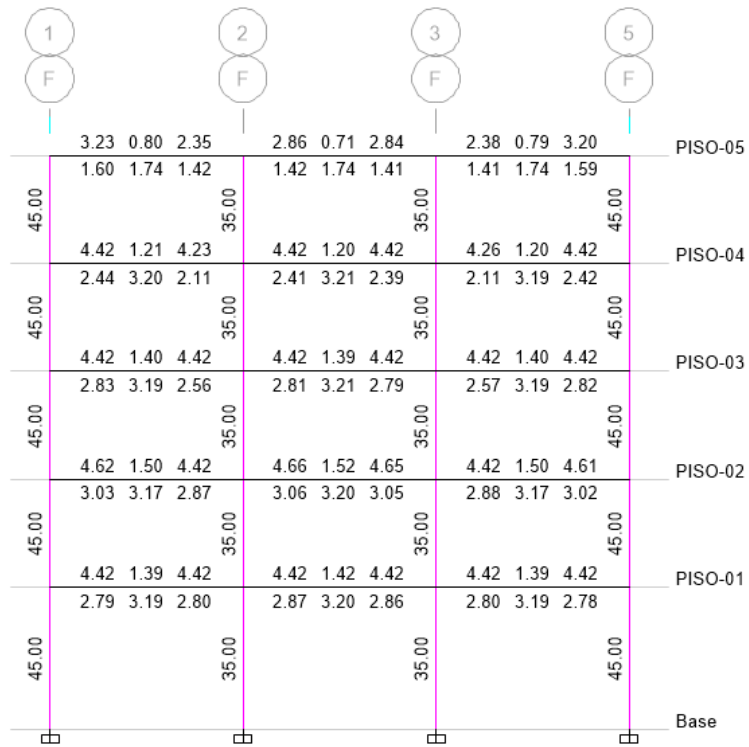 1 2 3 5
F F F F
3.23 0.80 2.35 2.86 0.71 2.84 2.38 0.79 3.20
PISO-05
1.60 1.74 1.42 1.42 1.74 1.41 1.41 1.74 1.59
45.00 35.00 35.00 45.00
4.42 1.21 4.23 4.42 1.20 4.42 4.26 1.20 4.42
PISO-04
2.44 3.20 2.11 2.41 3.21 2.39 2.11 3.19 2.42
45.00 35.00 35.00 45.00
4.42 1.40 4.42 4.42 1.39 4.42 4.42 1.40 4.42
PISO-03
2.83 3.19 2.56 2.81 3.21 2.79 2.57 3.19 2.82
45.00 35.00 35.00 45.00
4.62 1.50 4.42 4.66 1.52 4.65 4.42 1.50 4.61
PISO-02
3.03 3.17 2.87 3.06 3.20 3.05 2.88 3.17 3.02
45.00 35.00 35.00 45.00
4.42 1.39 4.42 4.42 1.42 4.42 4.42 1.39 4.42
PISO-01
2.79 3.19 2.80 2.87 3.20 2.86 2.80 3.19 2.78
45.00 35.00 35.00 45.00
Base